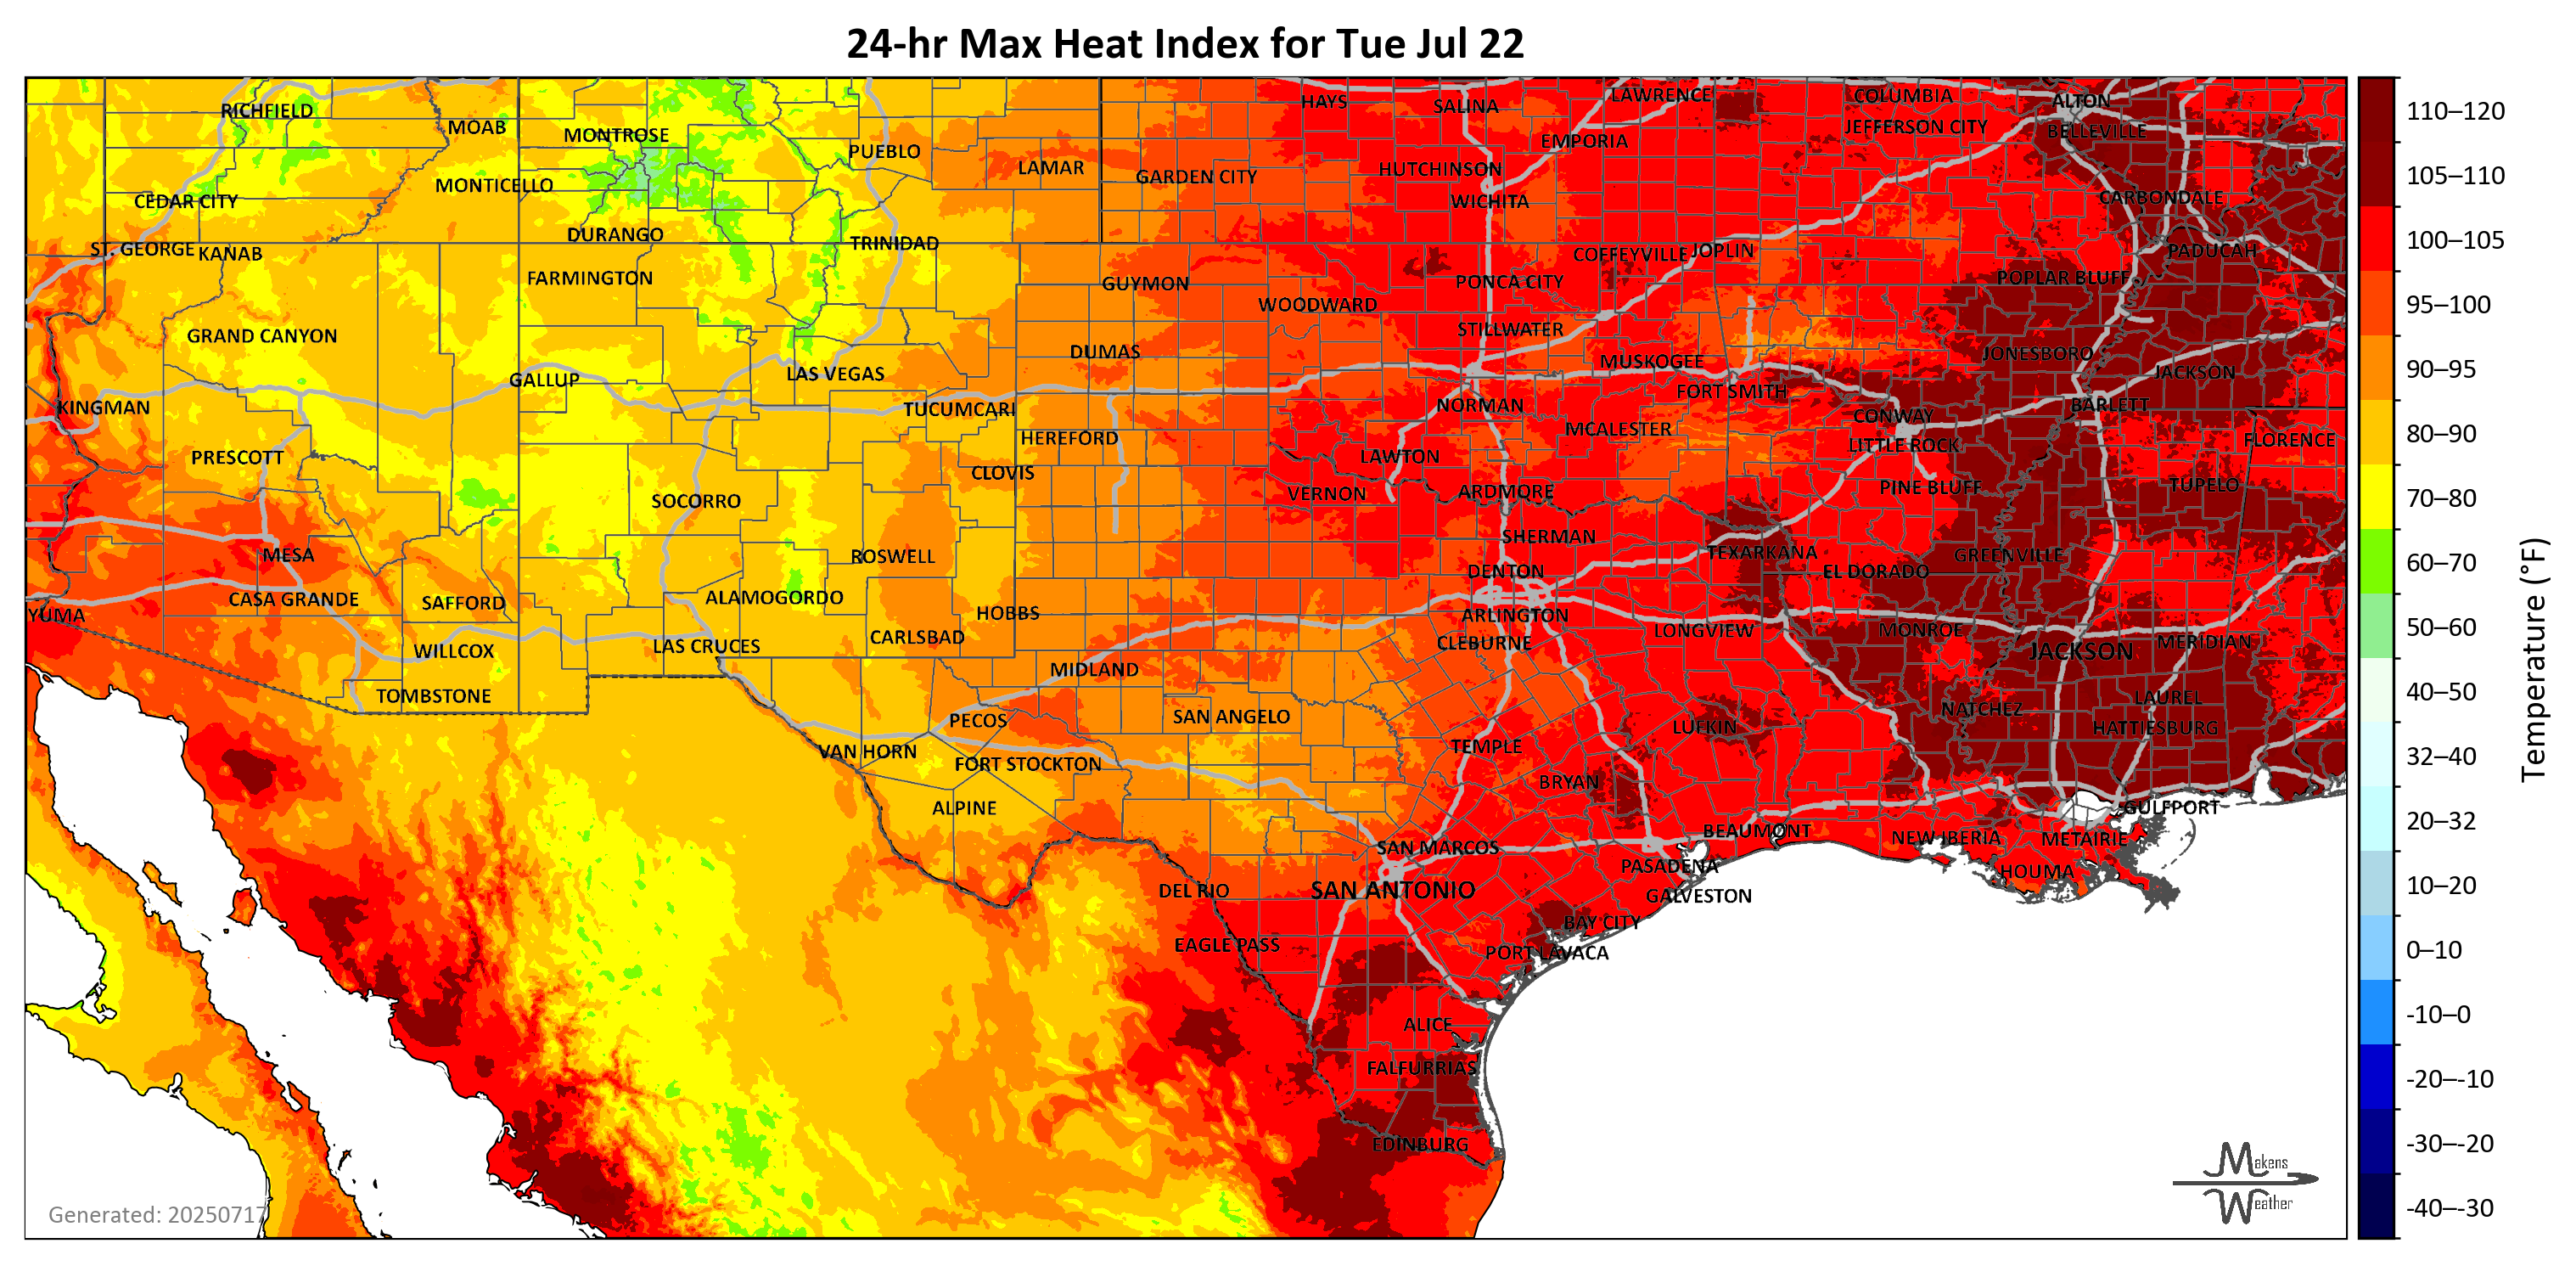 24-hr Max Heat Index for Tue Jul 22
RICHFIELD
MOAB
MONTROSE
PUEBLO
LAMAR
HAYS
SALINA
LAWRENCE
COLUMBIA
ALTON
EMPORIA
JEFFERSON CITY
BELLEVILLE
MONTICELLO
GARDEN CITY
HUTCHINSON
CEDAR CITY
WICHITA
CARBONDALE
DURANGO
TRINIDAD
ST. GEORGE
KANAB
COFFEYVILLE
JOPLIN
PADUCAH
FARMINGTON
GUYMON
PONCA CITY
POPLAR BLUFF
WOODWARD
GRAND CANYON
STILLWATER
DUMAS
MUSKOGEE
JONESBORO
GALLUP
LAS VEGAS
JACKSON
FORT SMITH
KINGMAN
TUCUMCARI
NORMAN
BARLETT
CONWAY
HEREFORD
MCALESTER
LITTLE ROCK
FLORENCE
PRESCOTT
CLOVIS
LAWTON
SOCORRO
VERNON
ARDMORE
PINE BLUFF
TUPELO
MESA
ROSWELL
SHERMAN
TEXARKANA
GREENVILLE
DENTON
EL DORADO
CASA GRANDE
SAFFORD
ALAMOGORDO
YUMA
HOBBS
ARLINGTON
WILLCOX
LAS CRUCES
CARLSBAD
CLEBURNE
LONGVIEW
MONROE
JACKSON
MERIDIAN
TOMBSTONE
MIDLAND
LAUREL
PECOS
SAN ANGELO
LUFKIN
NATCHEZ
HATTIESBURG
VAN HORN
FORT STOCKTON
TEMPLE
BRYAN
ALPINE
GULFPORT
SAN MARCOS
BEAUMONT
NEW IBERIA
METAIRIE
DEL RIO
SAN ANTONIO
PASADENA
HOUMA
GALVESTON
EAGLE PASS
BAY CITY
PORT LAVACA
ALICE
FALFURRIAS
EDINBURG
Generated: 20250717
Makens
Weather
110–120
105–110
100–105
95–100
90–95
80–90
70–80
60–70
50–60
40–50
32–40
20–32
10–20
0–10
-10–0
-20–-10
-30–-20
-40–-30
Temperature (°F)